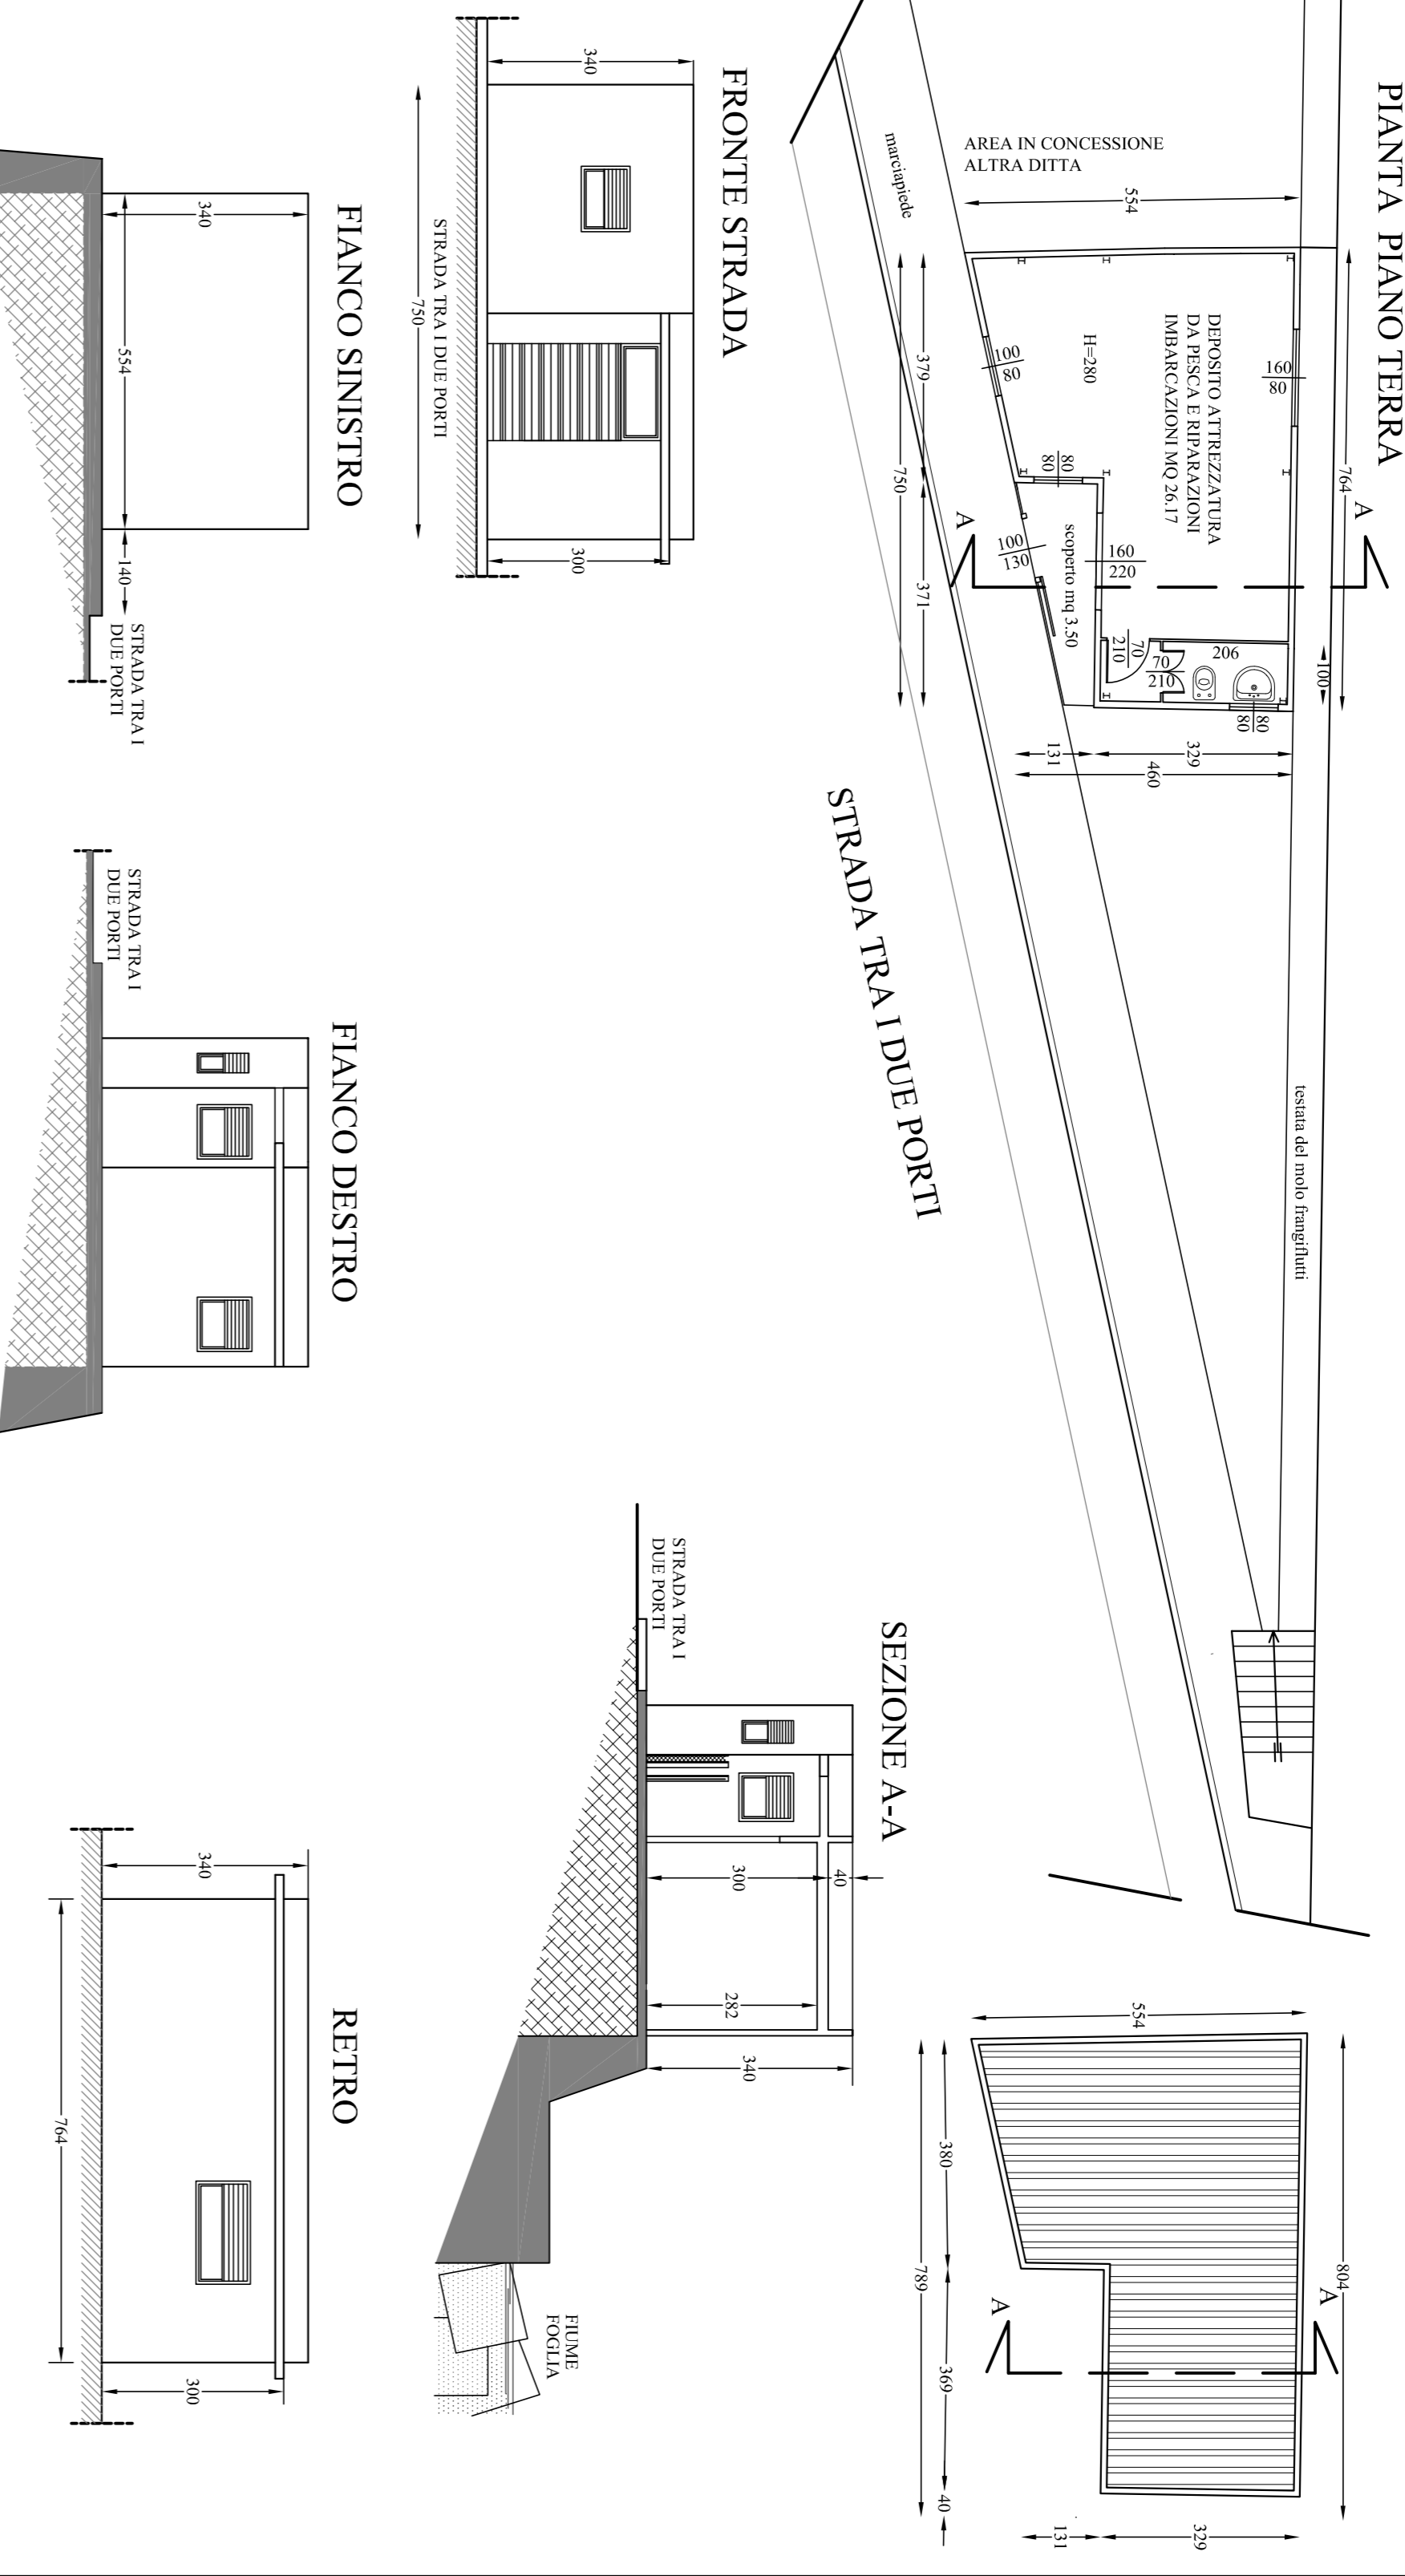 PIANTA PIANO TERRA
764
A
100
160
80
DEPOSITO ATTREZZATURA
DA PESCA E RIPARAZIONI
IMBARCAZIONI MQ 26.17
H=280
554
AREA IN CONCESSIONE
ALTRA DITTA
206
80
80
70
210
70
210
160
220
80
80
scoperto mq 3.50
100
80
100
130
A
329
131
460
379
371
750
marciapiede
testata del molo frangiflutti
STRADA TRA I DUE PORTI
804
A
554
329
131
A
380
369
40
789
FRONTE STRADA
340
300
STRADA TRA I DUE PORTI
750
SEZIONE A-A
40
300
282
340
STRADA TRA I
DUE PORTI
FIUME
FOGLIA
FIANCO SINISTRO
340
554
140
STRADA TRA I
DUE PORTI
FIANCO DESTRO
STRADA TRA I
DUE PORTI
RETRO
340
300
764